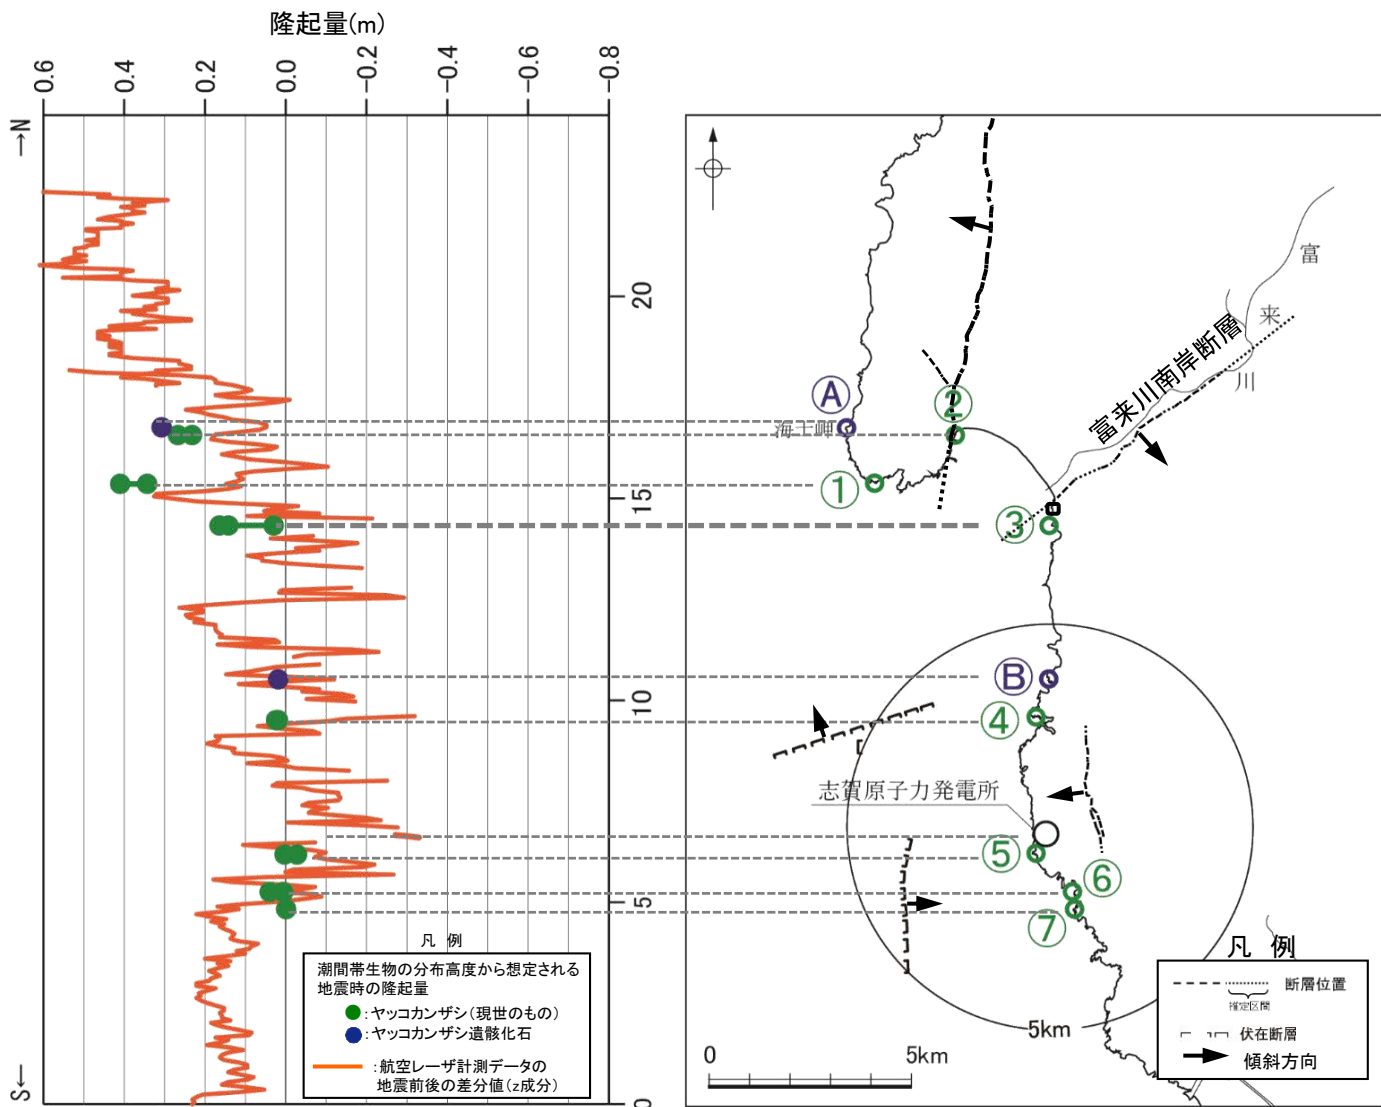 隆起量(m)
0.6
0.4
0.2
0.0
-0.2
-0.4
-0.6
-0.8
→N
20
15
10
5
0
S←
凡 例
潮間帯生物の分布高度から想定される
地震時の隆起量
:ヤッコカンザシ(現世のもの)
:ヤッコカンザシ遺骸化石
:航空レーザ計測データの
地震前後の差分値(z成分)
富
来
川
富来川南岸断層
A
②
海士岬
①
③
B
④
志賀原子力発電所
⑤
⑥
⑦
5km
0
5km
凡 例
断層位置
推定区間
伏在断層
傾斜方向